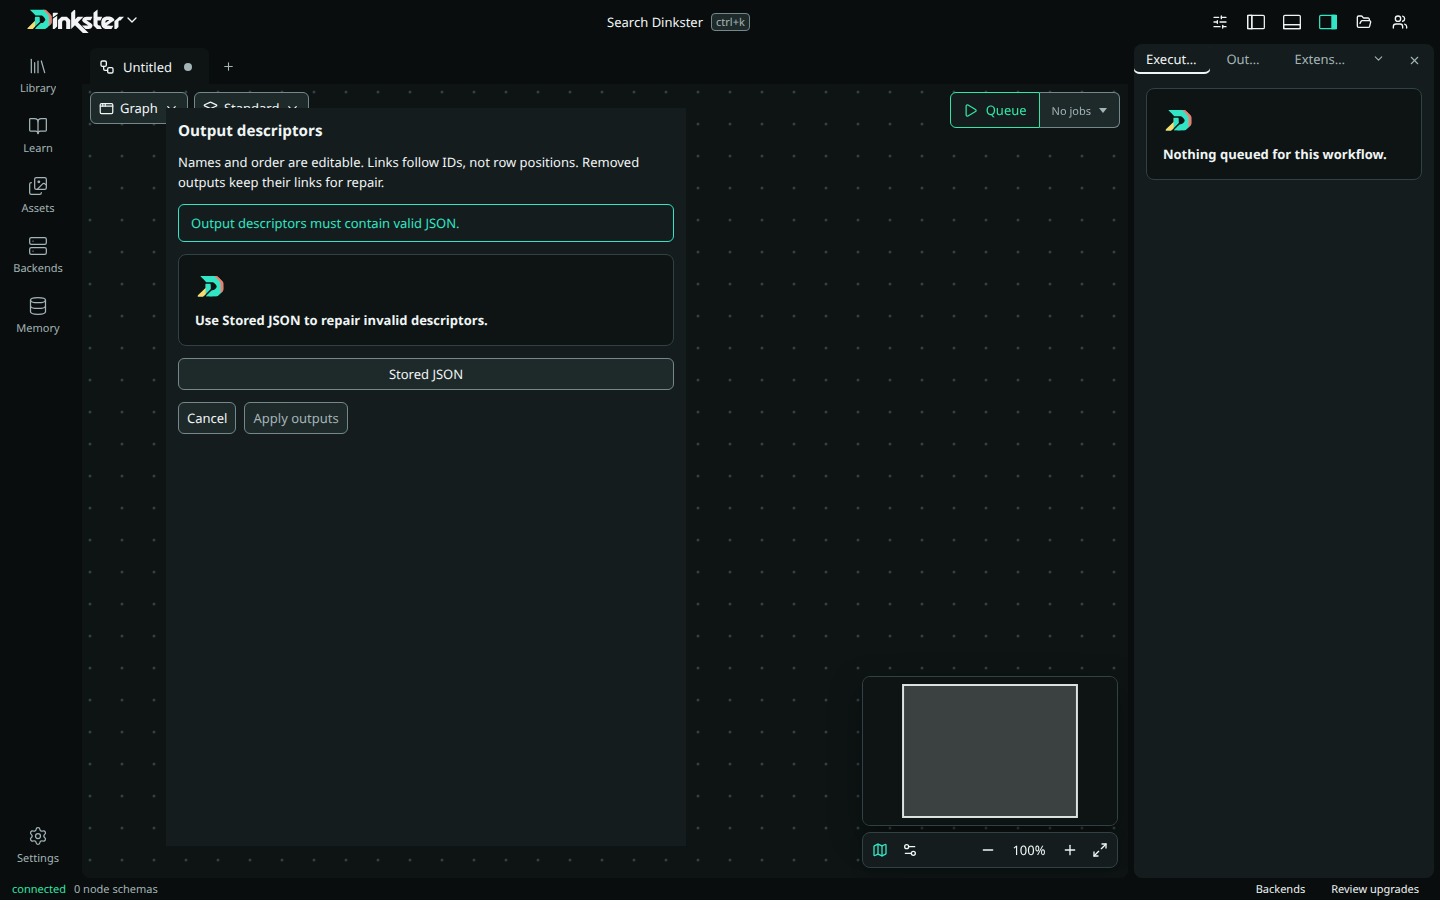 Dinkster
Search Dinkster ctrl+k
Library
Learn
Assets
Backends
Memory
Settings
Untitled
Graph
Standard
Queue
No jobs
Output descriptors
Names and order are editable. Links follow IDs, not row positions. Removed
outputs keep their links for repair.
Output descriptors must contain valid JSON.
Use Stored JSON to repair invalid descriptors.
Stored JSON
Cancel
Apply outputs
100%
Execut...
Out...
Extens...
Nothing queued for this workflow.
connected
0 node schemas
Backends
Review upgrades